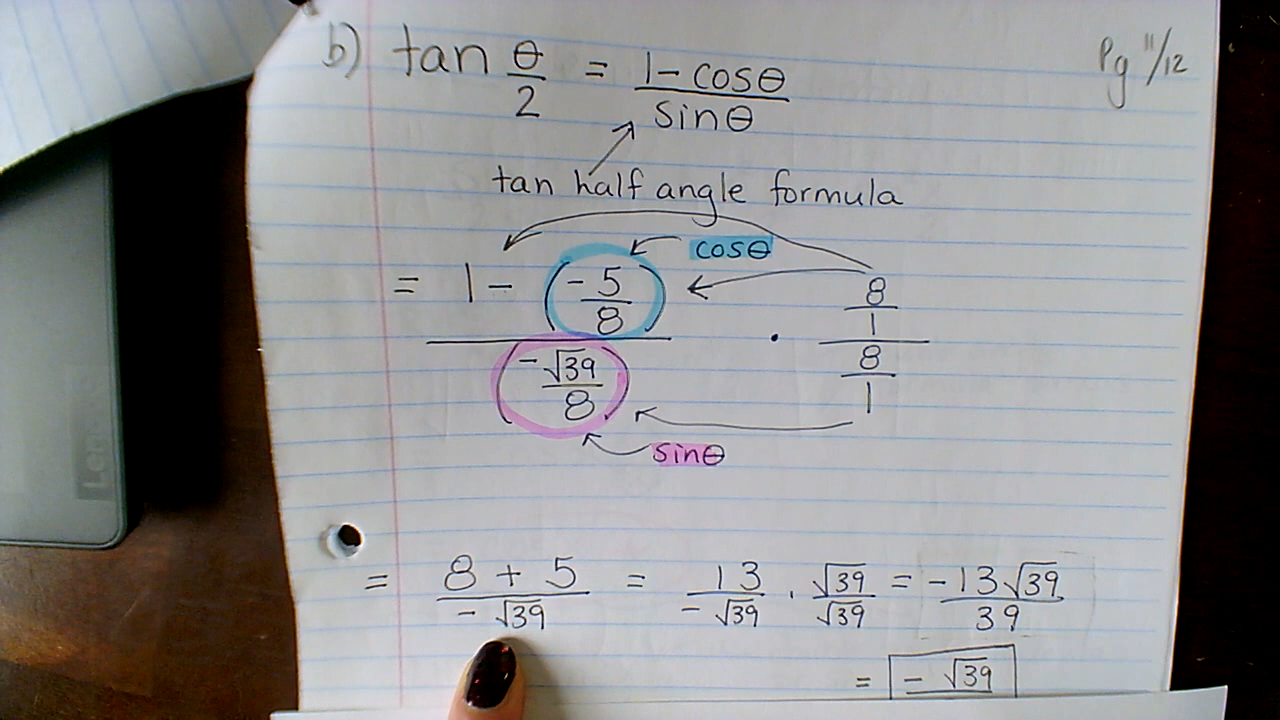 b) tan θ/2 = (1 - cosθ)/(sinθ)
Pg 11/12
tan half angle formula
cosθ
= (1 - (-5/8))/(-√39/8) · (8/1)/(8/1)
sinθ
= (8 + 5)/(-√39) = 13/(-√39) · √39/√39 = -13√39/39
= -√39